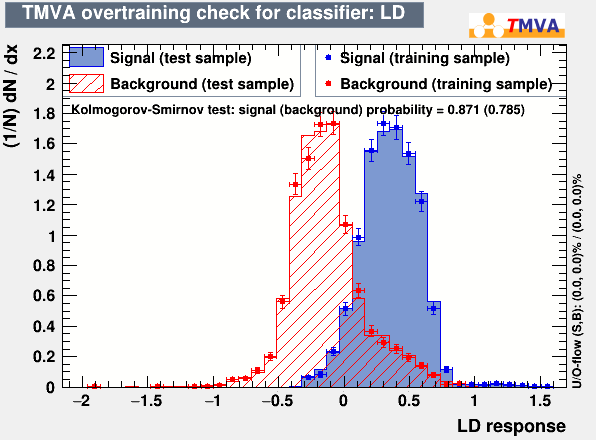 TMVA overtraining check for classifier: LD
TMVA
Signal (test sample)
Background (test sample)
Signal (training sample)
Background (training sample)
Kolmogorov-Smirnov test: signal (background) probability = 0.871 (0.785)
(1/N) dN / dx
2.2
2
1.8
1.6
1.4
1.2
1
0.8
0.6
0.4
0.2
0
−2
−1.5
−1
−0.5
0
0.5
1
1.5
LD response
U/O-flow (S,B): (0.0, 0.0)% / (0.0, 0.0)%